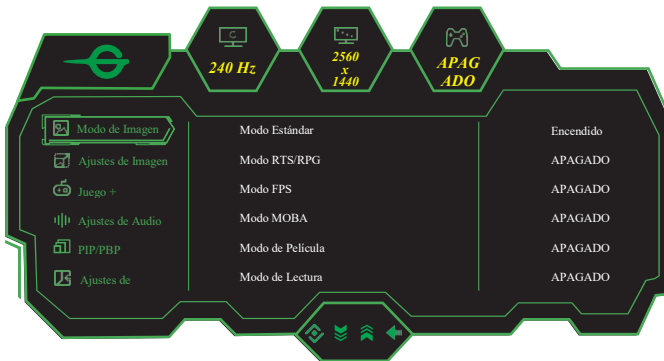 240 Hz
2560
x
1440
APAG
ADO
Modo de Imagen
Ajustes de Imagen
Juego +
Ajustes de Audio
PIP/PBP
Ajustes de
Modo Estándar Encendido
Modo RTS/RPG APAGADO
Modo FPS APAGADO
Modo MOBA APAGADO
Modo de Película APAGADO
Modo de Lectura APAGADO